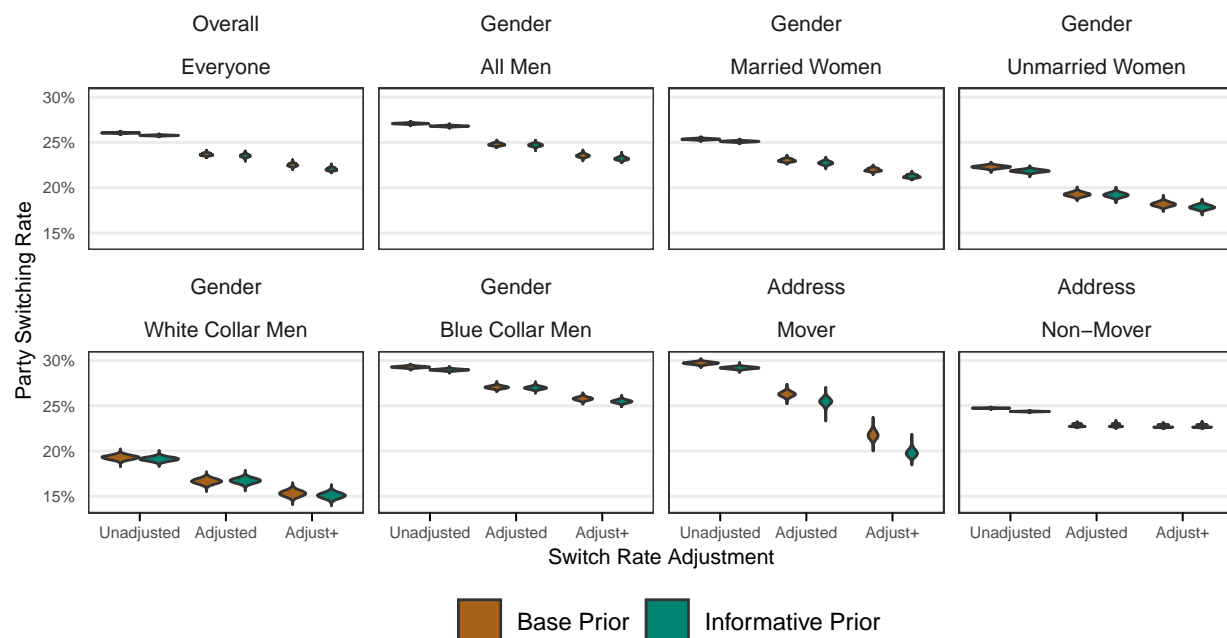 Overall Gender Gender Gender
Everyone All Men Married Women Unmarried Women
30%
25%
20%
15%
Gender Gender Address Address
White Collar Men Blue Collar Men Mover Non−Mover
30%
25%
20%
15%
Unadjusted Adjusted Adjust+ Unadjusted Adjusted Adjust+ Unadjusted Adjusted Adjust+ Unadjusted Adjusted Adjust+
Party Switching Rate
Switch Rate Adjustment
Base Prior Informative Prior